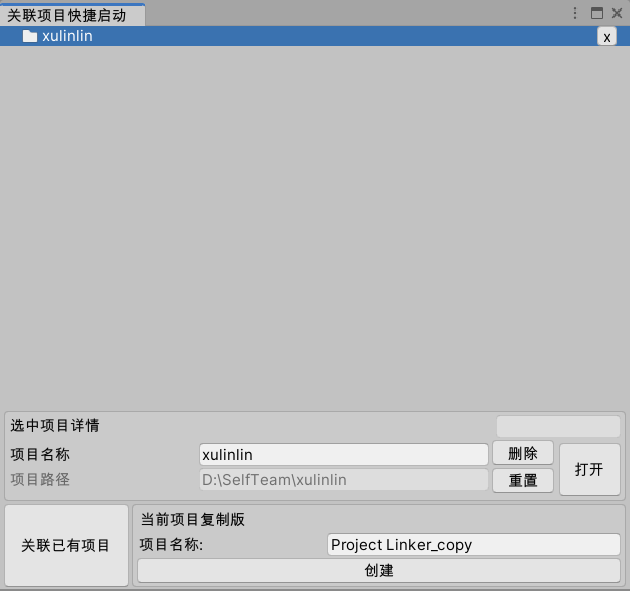 关联项目快捷启动
xulinlin x
选中项目详情
项目名称 xulinlin 删除
项目路径 D:\SelfTeam\xulinlin 重置
打开
关联已有项目
当前项目复制版
项目名称: Project Linker_copy
创建